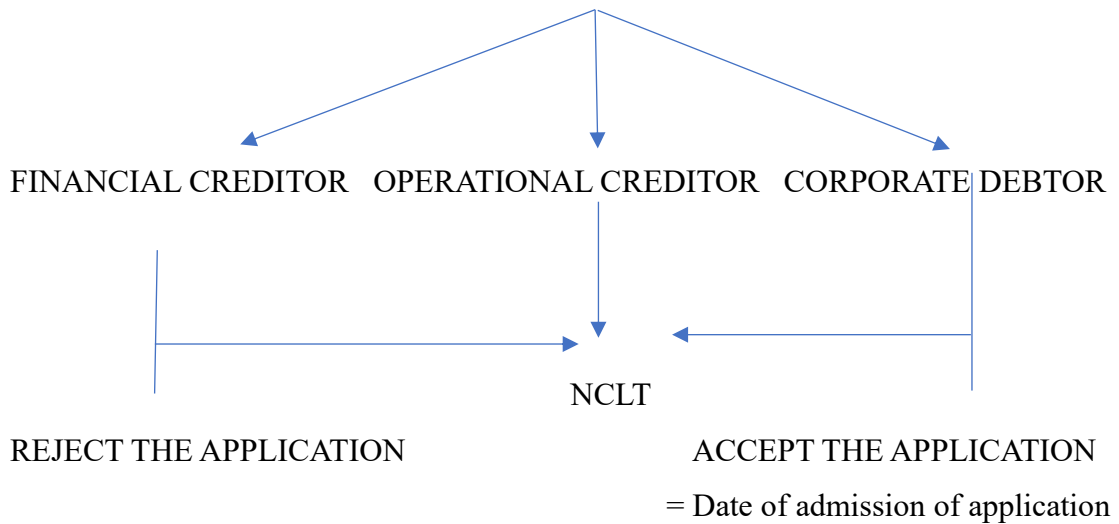 FINANCIAL CREDITOR OPERATIONAL CREDITOR CORPORATE DEBTOR
NCLT
REJECT THE APPLICATION ACCEPT THE APPLICATION
= Date of admission of application